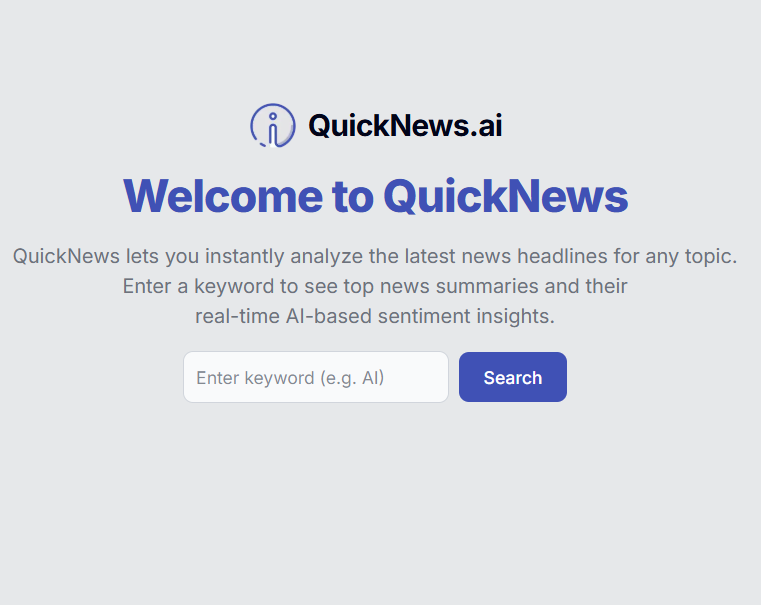 QuickNews.ai
Welcome to QuickNews
QuickNews lets you instantly analyze the latest news headlines for any topic.
Enter a keyword to see top news summaries and their
real-time AI-based sentiment insights.
Enter keyword (e.g. AI)
Search